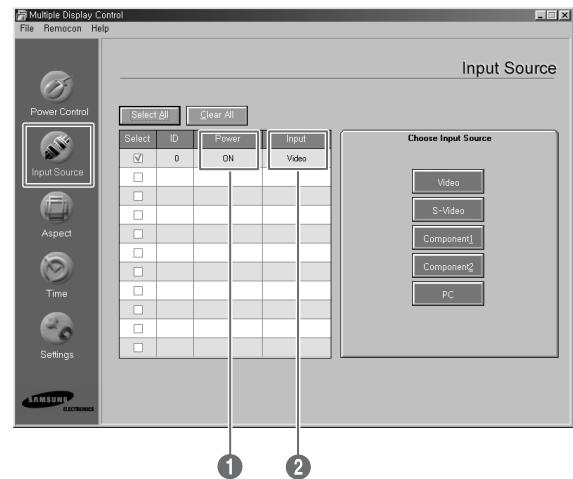 Multiple Display Control
File Remocon Help
Input Source
Power Control
Input Source
Aspect
Time
Settings
SAMSUNG
ELECTRONICS
Select All Clear All
Select ID Power Input
0 ON Video
Choose Input Source
Video
S-Video
Component1
Component2
PC
1 2